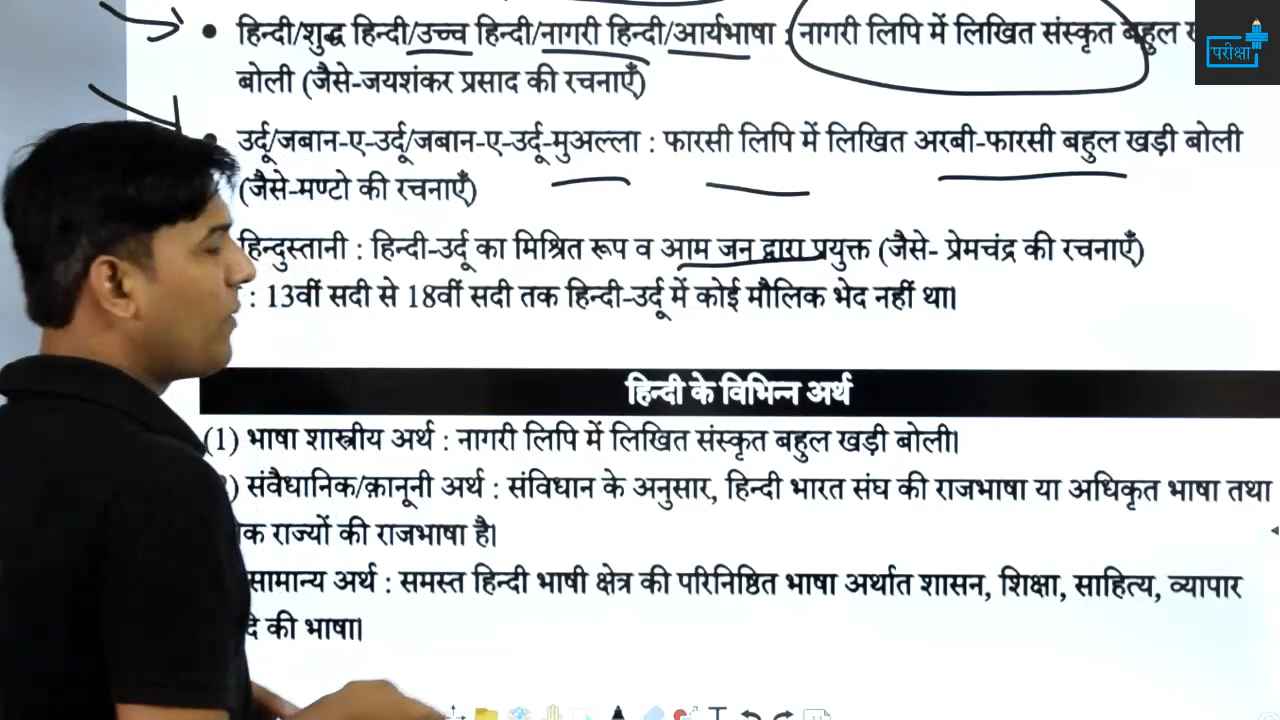 हिन्दी/शुद्ध हिन्दी/उच्च हिन्दी/नागरी हिन्दी/आर्यभाषा : नागरी लिपि में लिखित संस्कृत बहुल
बोली (जैसे-जयशंकर प्रसाद की रचनाएँ)
उर्दू/जबान-ए-उर्दू/जबान-ए-उर्दू-मुअल्ला : फारसी लिपि में लिखित अरबी-फारसी बहुल खड़ी बोली
(जैसे-मण्टो की रचनाएँ)
हिन्दुस्तानी : हिन्दी-उर्दू का मिश्रित रूप व आम जन द्वारा प्रयुक्त (जैसे- प्रेमचंद्र की रचनाएँ)
: 13वीं सदी से 18वीं सदी तक हिन्दी-उर्दू में कोई मौलिक भेद नहीं था।
हिन्दी के विभिन्न अर्थ
(1) भाषा शास्त्रीय अर्थ : नागरी लिपि में लिखित संस्कृत बहुल खड़ी बोली।
) संवैधानिक/क़ानूनी अर्थ : संविधान के अनुसार, हिन्दी भारत संघ की राजभाषा या अधिकृत भाषा तथा
क राज्यों की राजभाषा है।
सामान्य अर्थ : समस्त हिन्दी भाषी क्षेत्र की परिनिष्ठित भाषा अर्थात शासन, शिक्षा, साहित्य, व्यापार
दि की भाषा।
परीक्षा